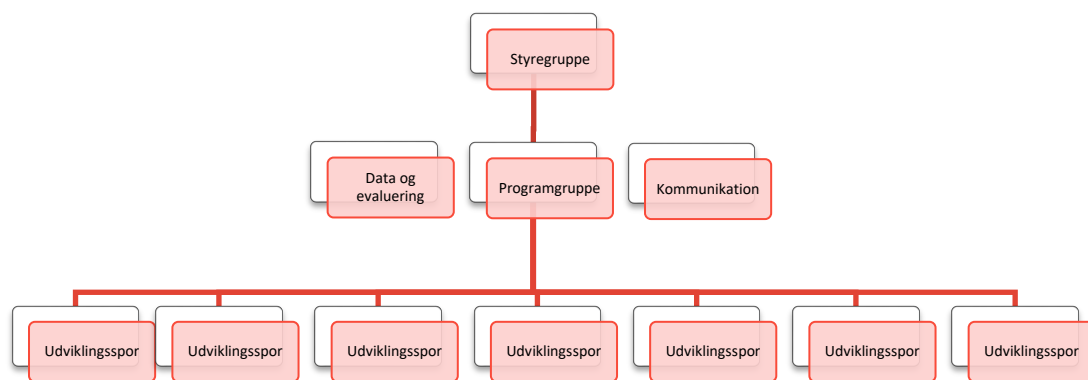 Styregruppe
Data og
evaluering
Programgruppe
Kommunikation
Udviklingsspor
Udviklingsspor
Udviklingsspor
Udviklingsspor
Udviklingsspor
Udviklingsspor
Udviklingsspor